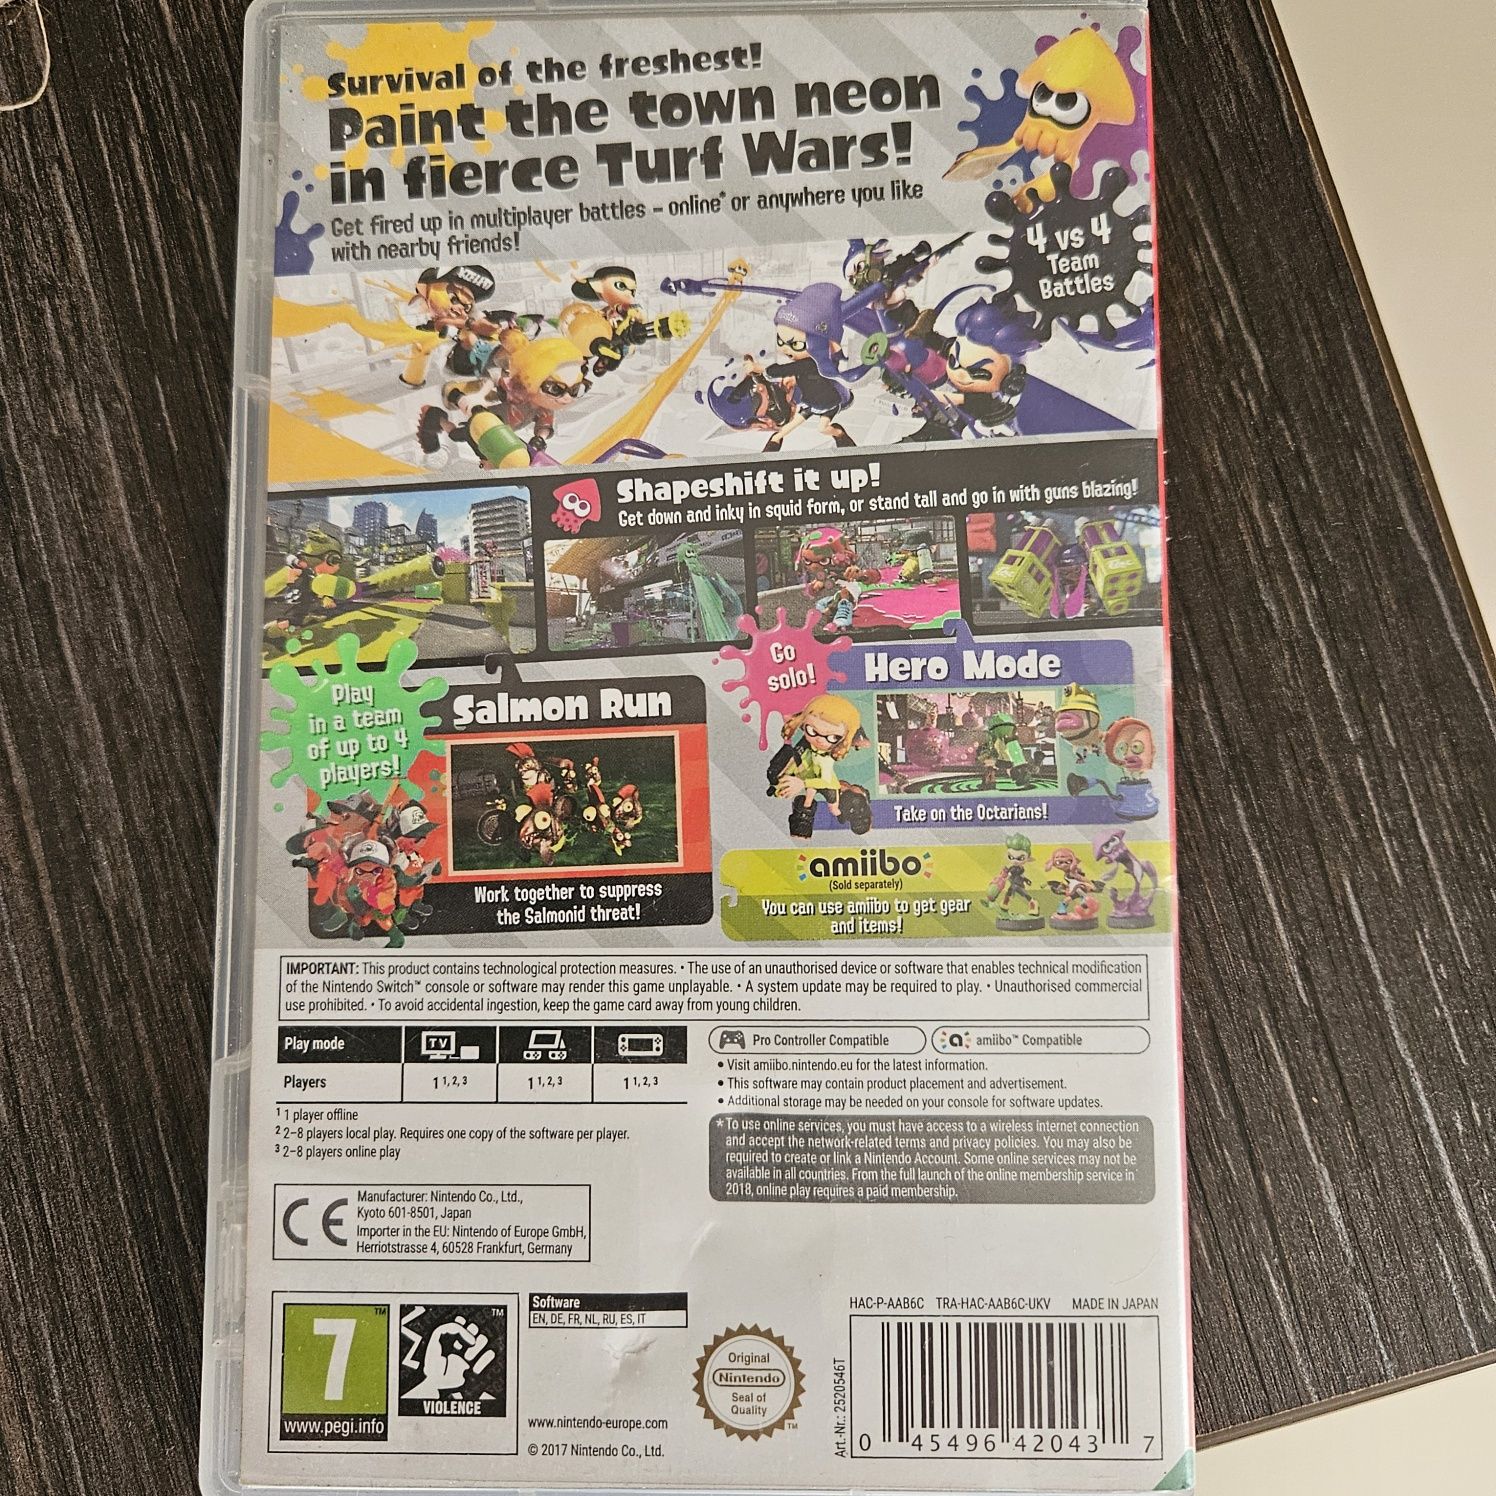 Survival of the freshest!
Paint the town neon
in fierce Turf Wars!
Get fired up in multiplayer battles – online* or anywhere you like
with nearby friends!
4 vs 4
Team
Battles
Shapeshift it up!
Get down and inky in squid form, or stand tall and go in with guns blazing!
Play
in a team
of up to 4
players!
Salmon Run
Work together to suppress
the Salmonid threat!
Go
solo!
Hero Mode
Take on the Octarians!
amiibo
(Sold separately)
You can use amiibo to get gear
and items!
IMPORTANT: This product contains technological protection measures. • The use of an unauthorised device or software that enables technical modification
of the Nintendo Switch™ console or software may render this game unplayable. • A system update may be required to play. • Unauthorised commercial
use prohibited. • To avoid accidental ingestion, keep the game card away from young children.
Play mode TV
Players 1 1, 2, 3 1 1, 2, 3 1 1, 2, 3
1 1 player offline
2 2–8 players local play. Requires one copy of the software per player.
3 2–8 players online play
Pro Controller Compatible
amiibo™ Compatible
• Visit amiibo.nintendo.eu for the latest information.
• This software may contain product placement and advertisement.
• Additional storage may be needed on your console for software updates.
* To use online services, you must have access to a wireless internet connection
and accept the network-related terms and privacy policies. You may also be
required to create or link a Nintendo Account. Some online services may not be
available in all countries. From the full launch of the online membership service in
2018, online play requires a paid membership.
CE
Manufacturer: Nintendo Co., Ltd.,
Kyoto 601-8501, Japan
Importer in the EU: Nintendo of Europe GmbH,
Herriotstrasse 4, 60528 Frankfurt, Germany
7 ™
www.pegi.info
™
VIOLENCE
Software
EN, DE, FR, NL, RU, ES, IT
www.nintendo-europe.com
© 2017 Nintendo Co., Ltd.
Original
Nintendo
Seal of
Quality
™
HAC-P-AAB6C TRA-HAC-AAB6C-UKV MADE IN JAPAN
Art.-Nr.: 2520546T
0 45496 42043 7